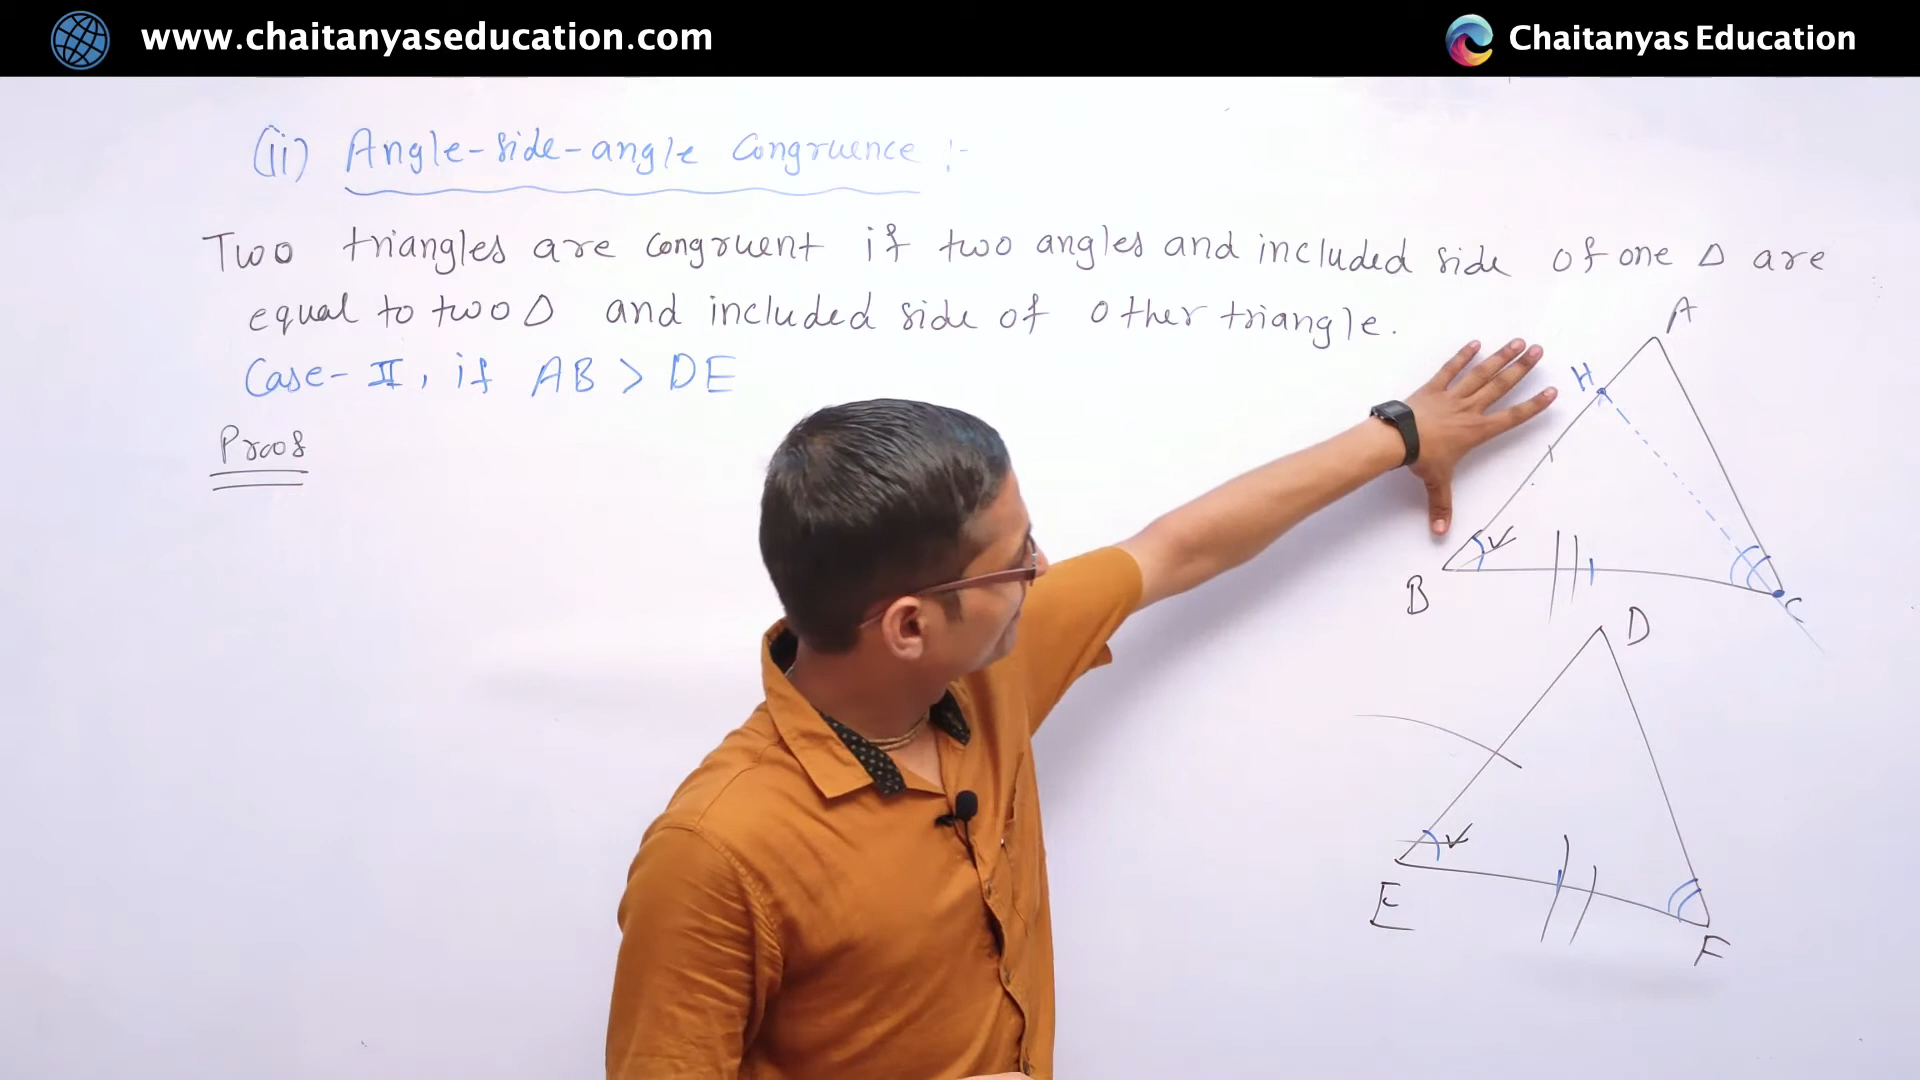 www.chaitanyaseducation.com
Chaitanyas Education
(ii) Angle-side-angle Congruence :-
Two triangles are congruent if two angles and included side of one Δ are
equal to two Δ and included side of other triangle.
Case-II, if AB > DE
Proof
A
H
B
C
D
E
F